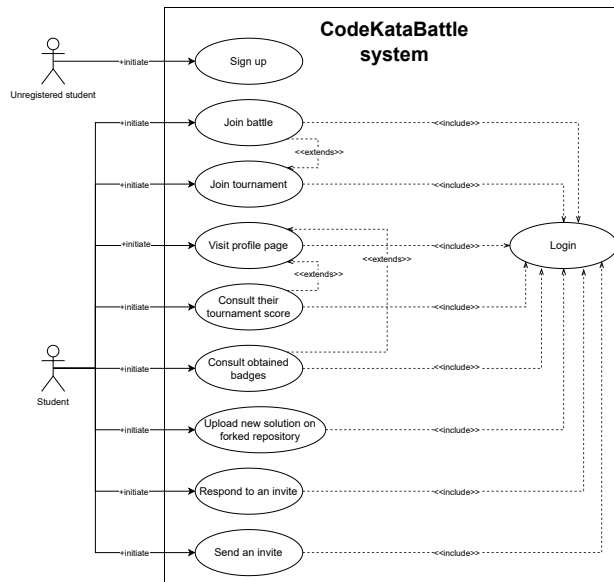 CodeKataBattle
system
+initiate
Sign up
Unregistered student
+initiate
Join battle
<<include>>
<<extends>>
+initiate
Join tournament
<<include>>
+initiate
Visit profile page
<<include>>
<<extends>>
Login
<<extends>>
+initiate
Consult their
tournament score
<<include>>
+initiate
Consult obtained
badges
<<include>>
Student
+initiate
Upload new solution on
forked repository
<<include>>
+initiate
Respond to an invite
<<include>>
+initiate
Send an invite
<<include>>